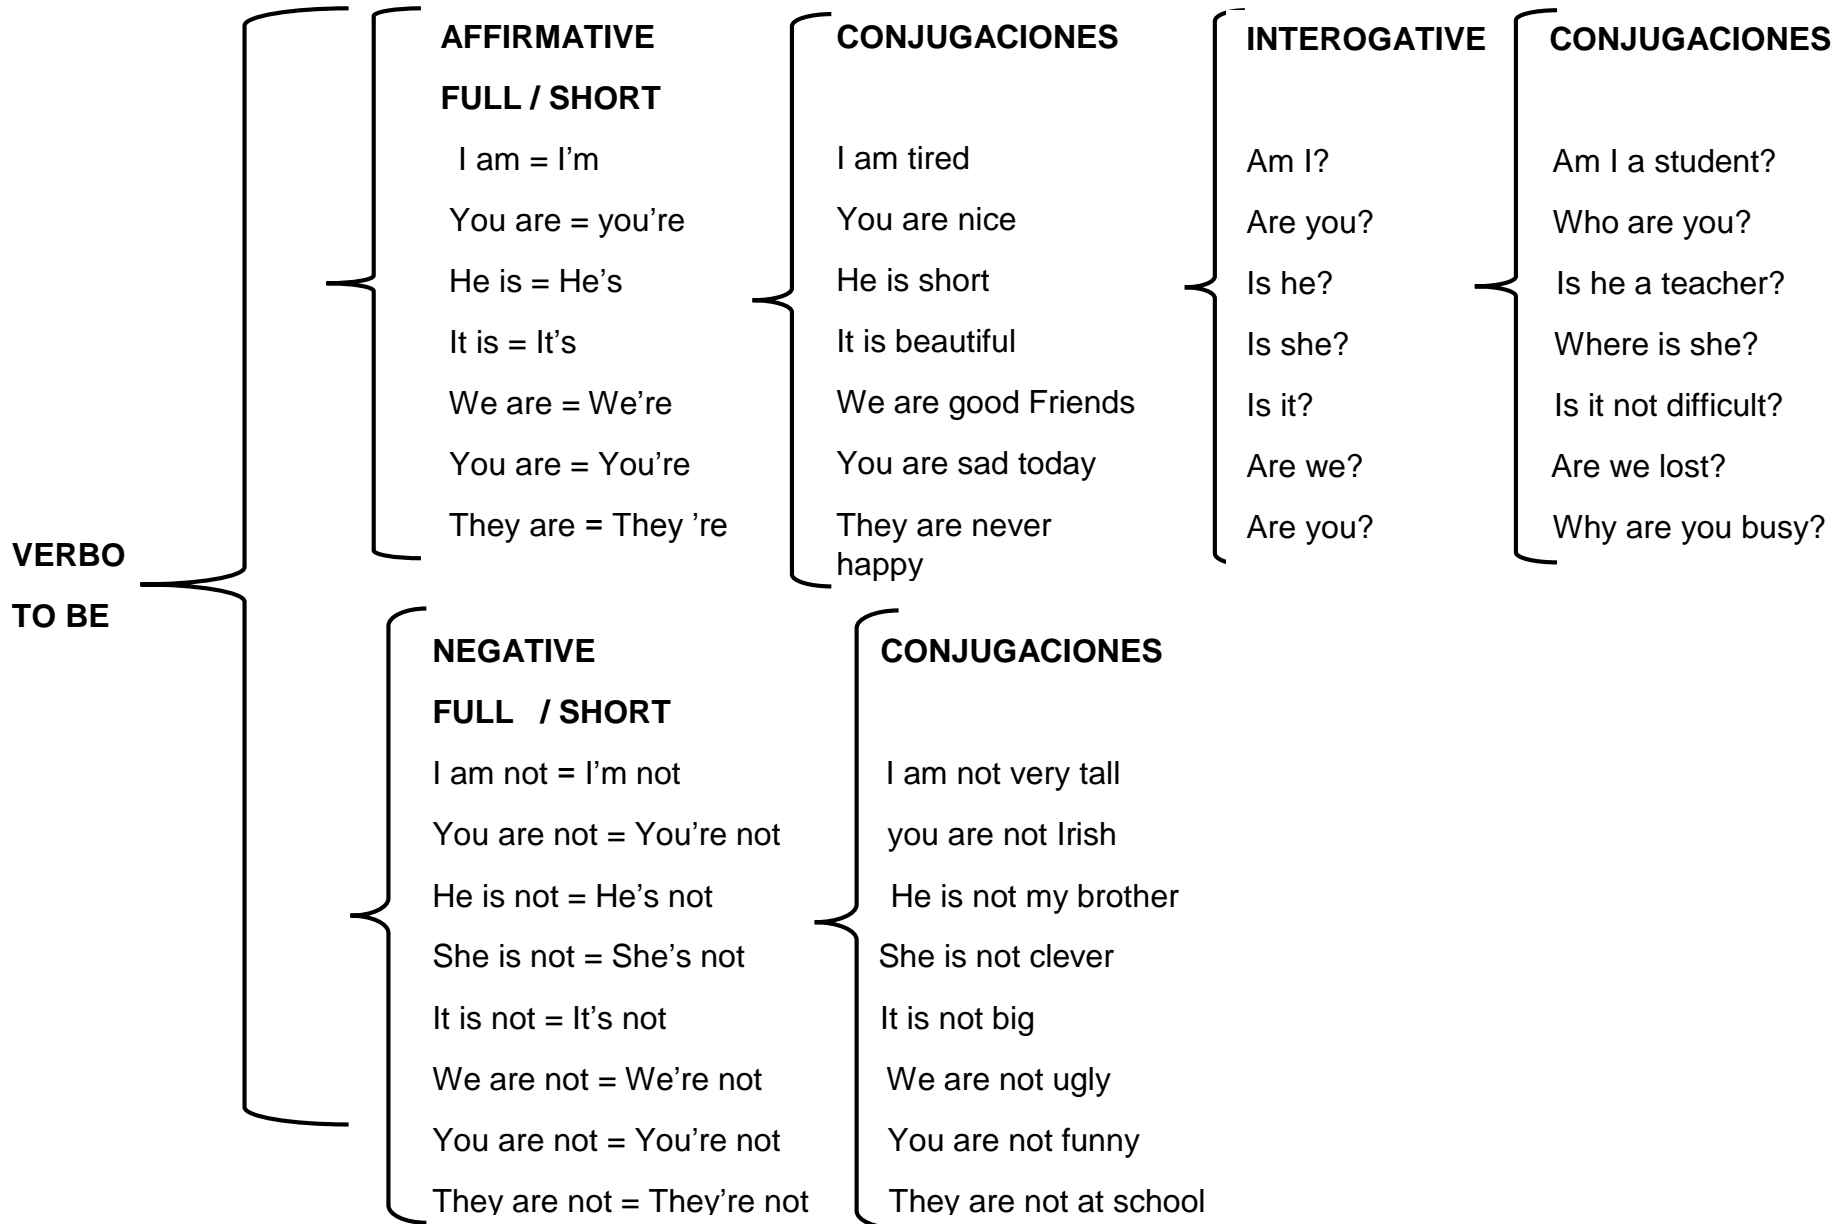 VERBO
TO BE
AFFIRMATIVE
FULL / SHORT
I am = I’m
You are = you’re
He is = He’s
It is = It’s
We are = We’re
You are = You’re
They are = They ’re
CONJUGACIONES
I am tired
You are nice
He is short
It is beautiful
We are good Friends
You are sad today
They are never
happy
INTEROGATIVE
Am I?
Are you?
Is he?
Is she?
Is it?
Are we?
Are you?
CONJUGACIONES
Am I a student?
Who are you?
Is he a teacher?
Where is she?
Is it not difficult?
Are we lost?
Why are you busy?
NEGATIVE
FULL / SHORT
I am not = I’m not
You are not = You’re not
He is not = He’s not
She is not = She’s not
It is not = It’s not
We are not = We’re not
You are not = You’re not
They are not = They’re not
CONJUGACIONES
I am not very tall
you are not Irish
He is not my brother
She is not clever
It is not big
We are not ugly
You are not funny
They are not at school